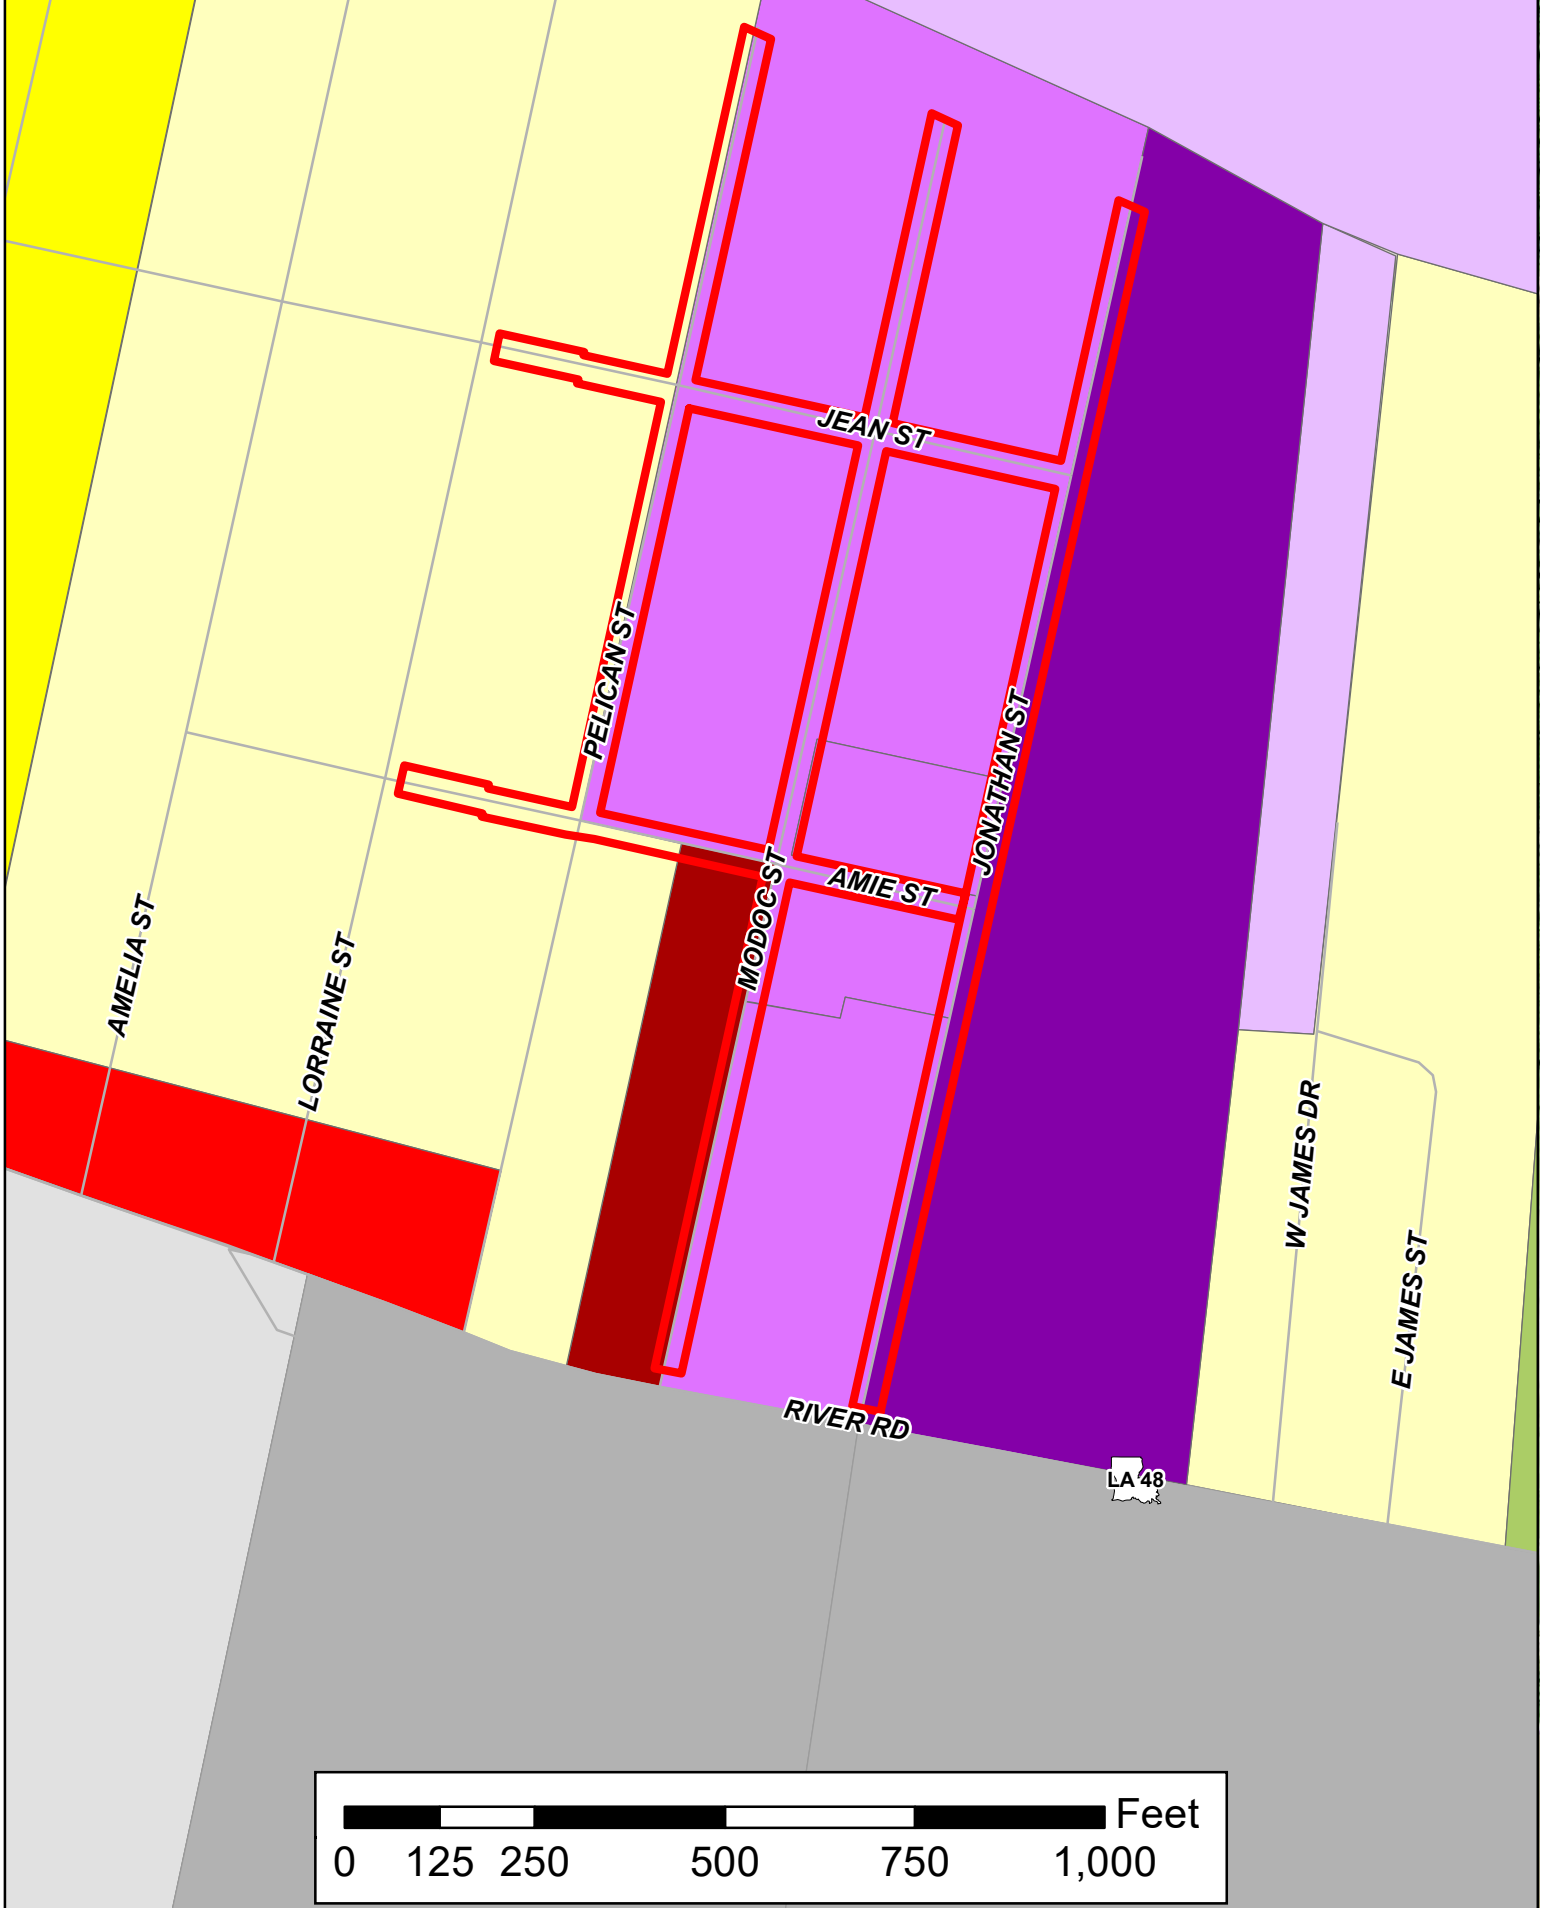 JEAN ST
PELICAN ST
JONATHAN ST
AMIE ST
MODOC ST
AMELIA ST
LORRAINE ST
W JAMES DR
E JAMES ST
RIVER RD
LA 48
Feet
0 125 250 500 750 1,000